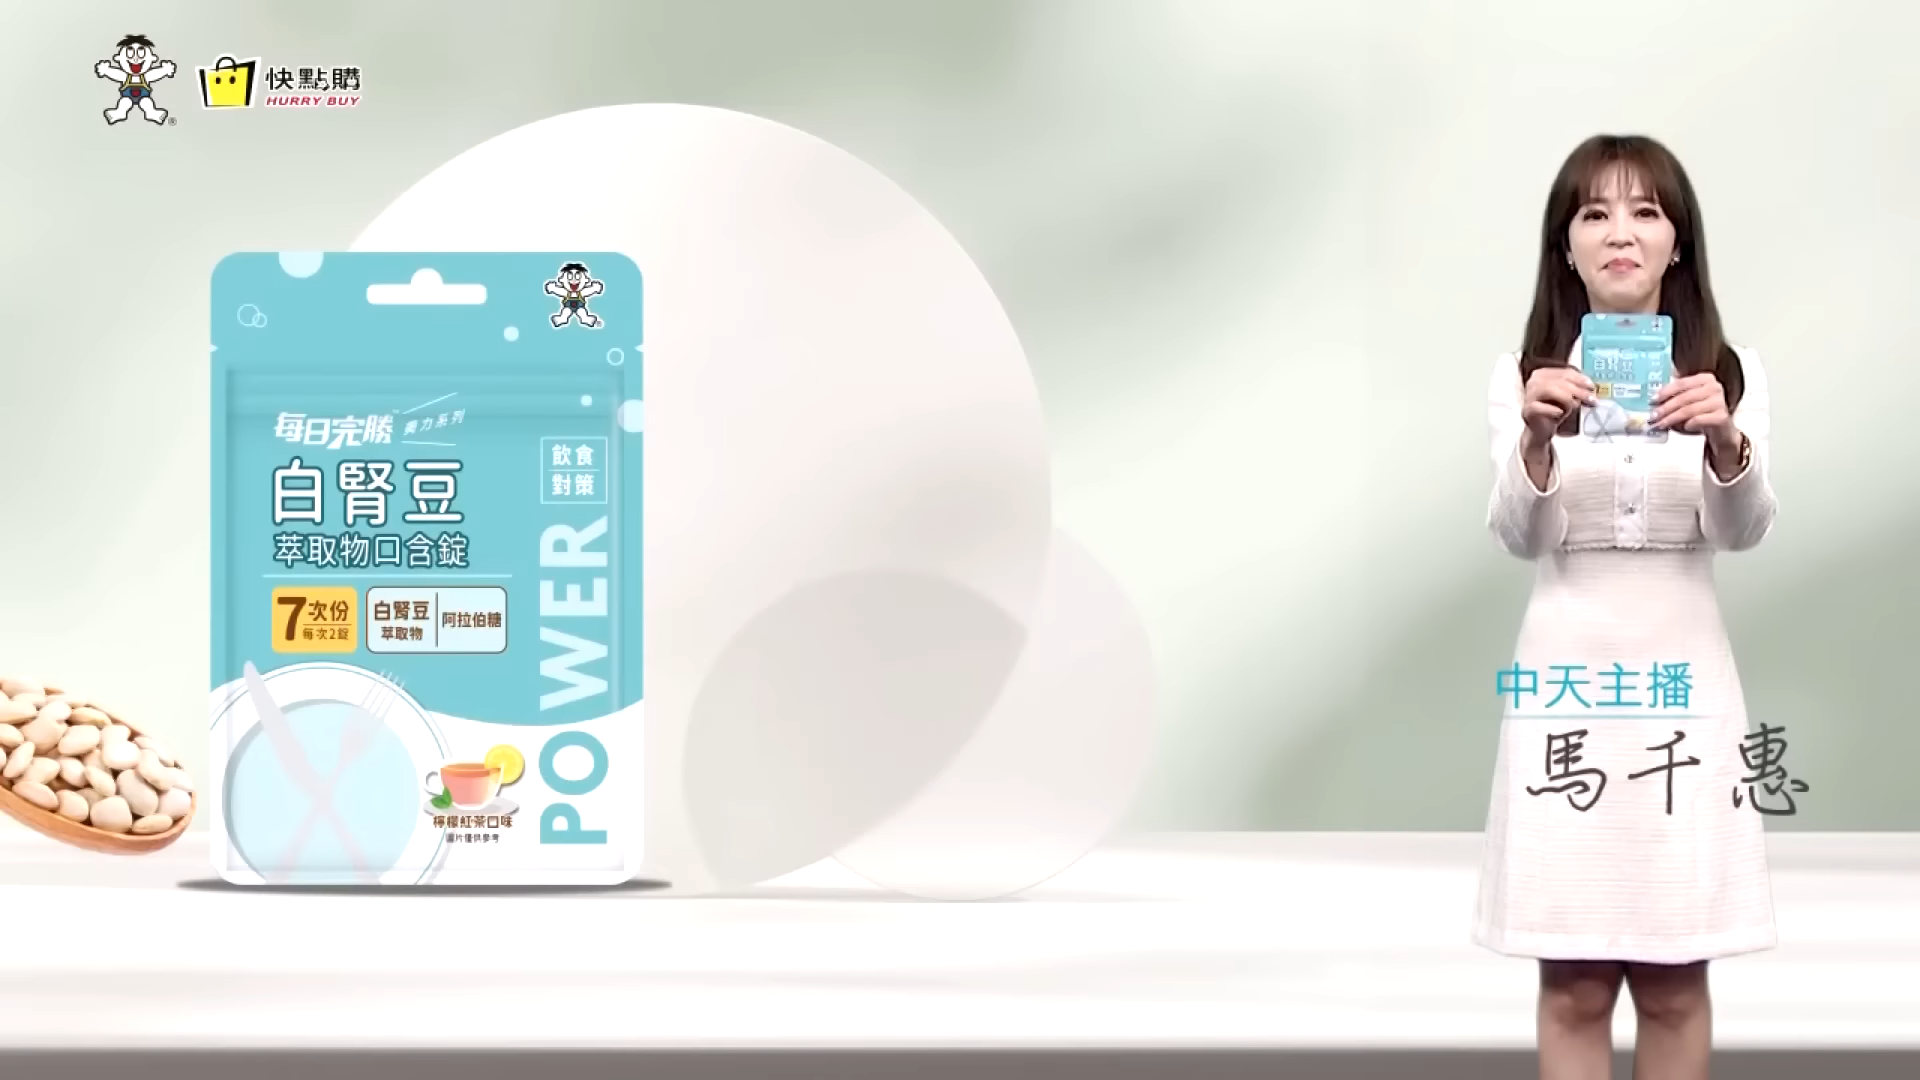 快點購
HURRY BUY
每日完勝 美力系列
白腎豆
萃取物口含錠
飲食
對策
POWER
7次份
每次2錠
白腎豆
萃取物
阿拉伯糖
檸檬紅茶口味
圖片僅供參考
白腎豆
中天主播
馬千惠